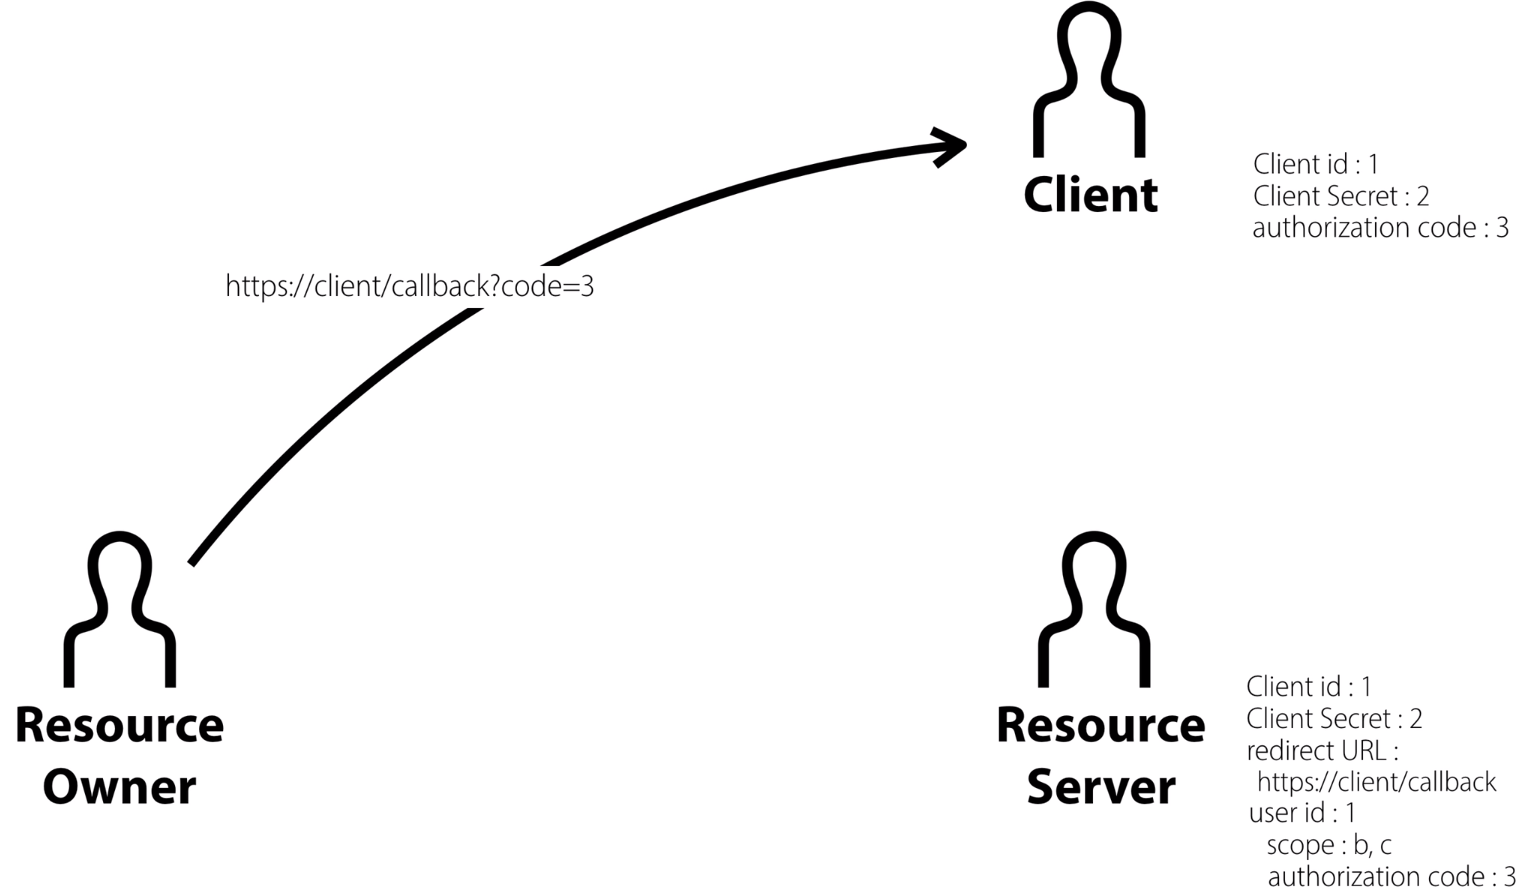 Client
Client id : 1
Client Secret : 2
authorization code : 3
https://client/callback?code=3
Resource
Owner
Resource
Server
Client id : 1
Client Secret : 2
redirect URL :
https://client/callback
user id : 1
scope : b, c
authorization code : 3